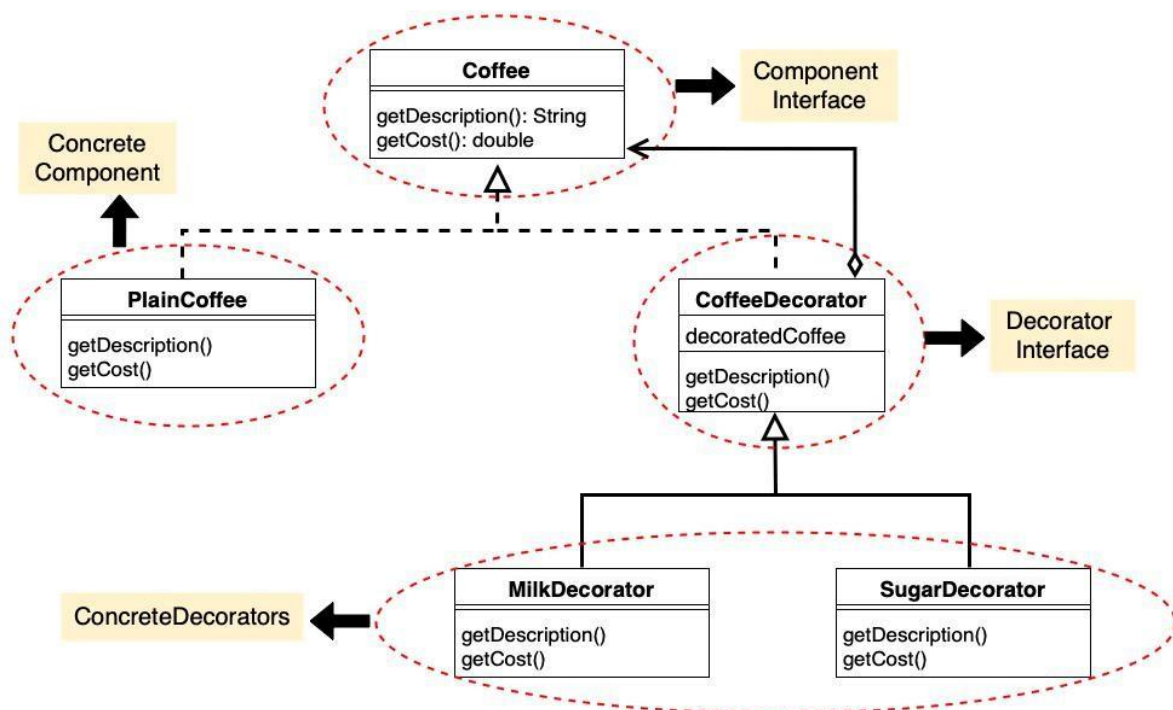 Coffee
getDescription(): String
getCost(): double
Component
Interface
Concrete
Component
PlainCoffee
getDescription()
getCost()
CoffeeDecorator
decoratedCoffee
getDescription()
getCost()
Decorator
Interface
ConcreteDecorators
MilkDecorator
getDescription()
getCost()
SugarDecorator
getDescription()
getCost()